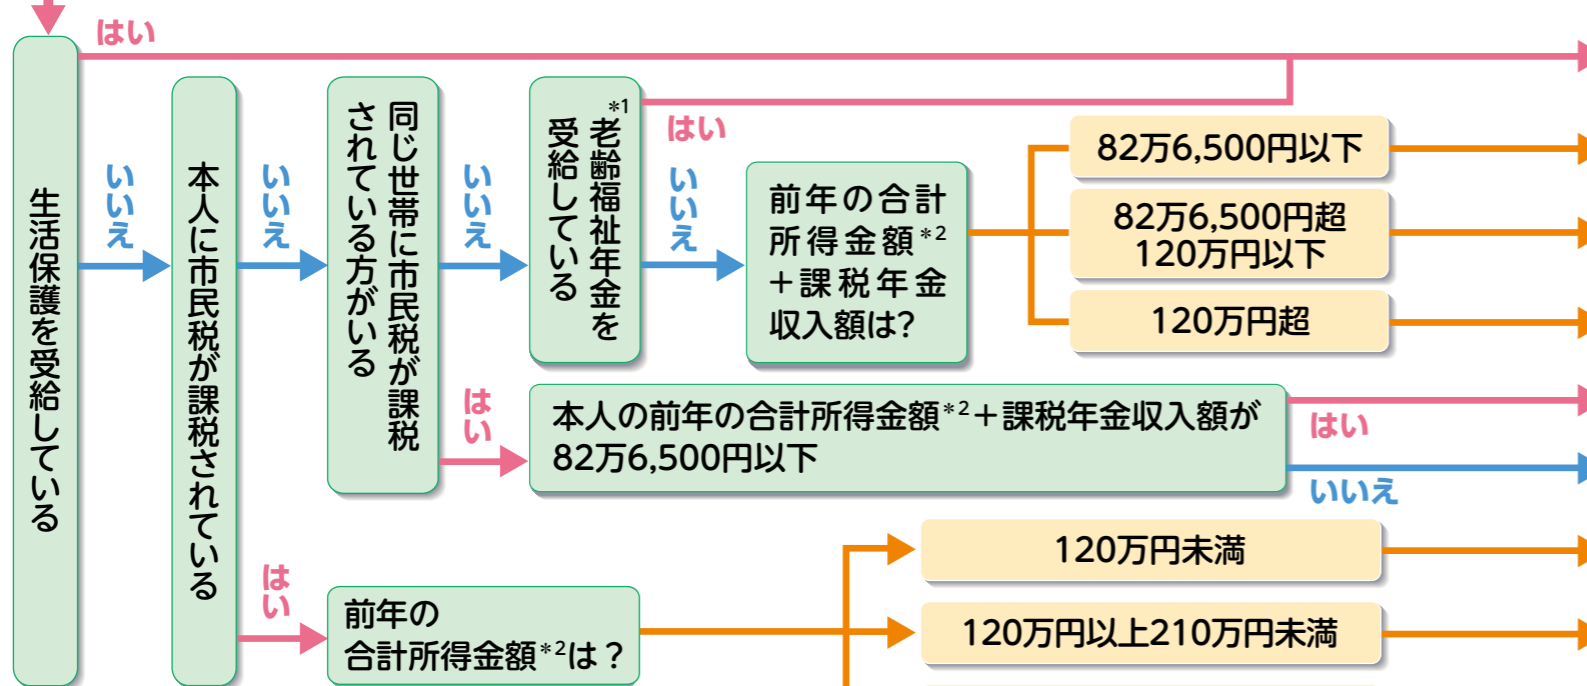 はい
生活保護を受給している
いいえ
本人に市民税が課税されている
いいえ
同じ世帯に市民税が課税
されている方がいる
いいえ
*1老齢福祉年金を
受給している
はい
いいえ
前年の合計
所得金額*2
＋課税年金
収入額は?
82万6,500円以下
82万6,500円超
120万円以下
120万円超
はい
本人の前年の合計所得金額*2＋課税年金収入額が
82万6,500円以下
はい
いいえ
はい
前年の
合計所得金額*2は？
120万円未満
120万円以上210万円未満